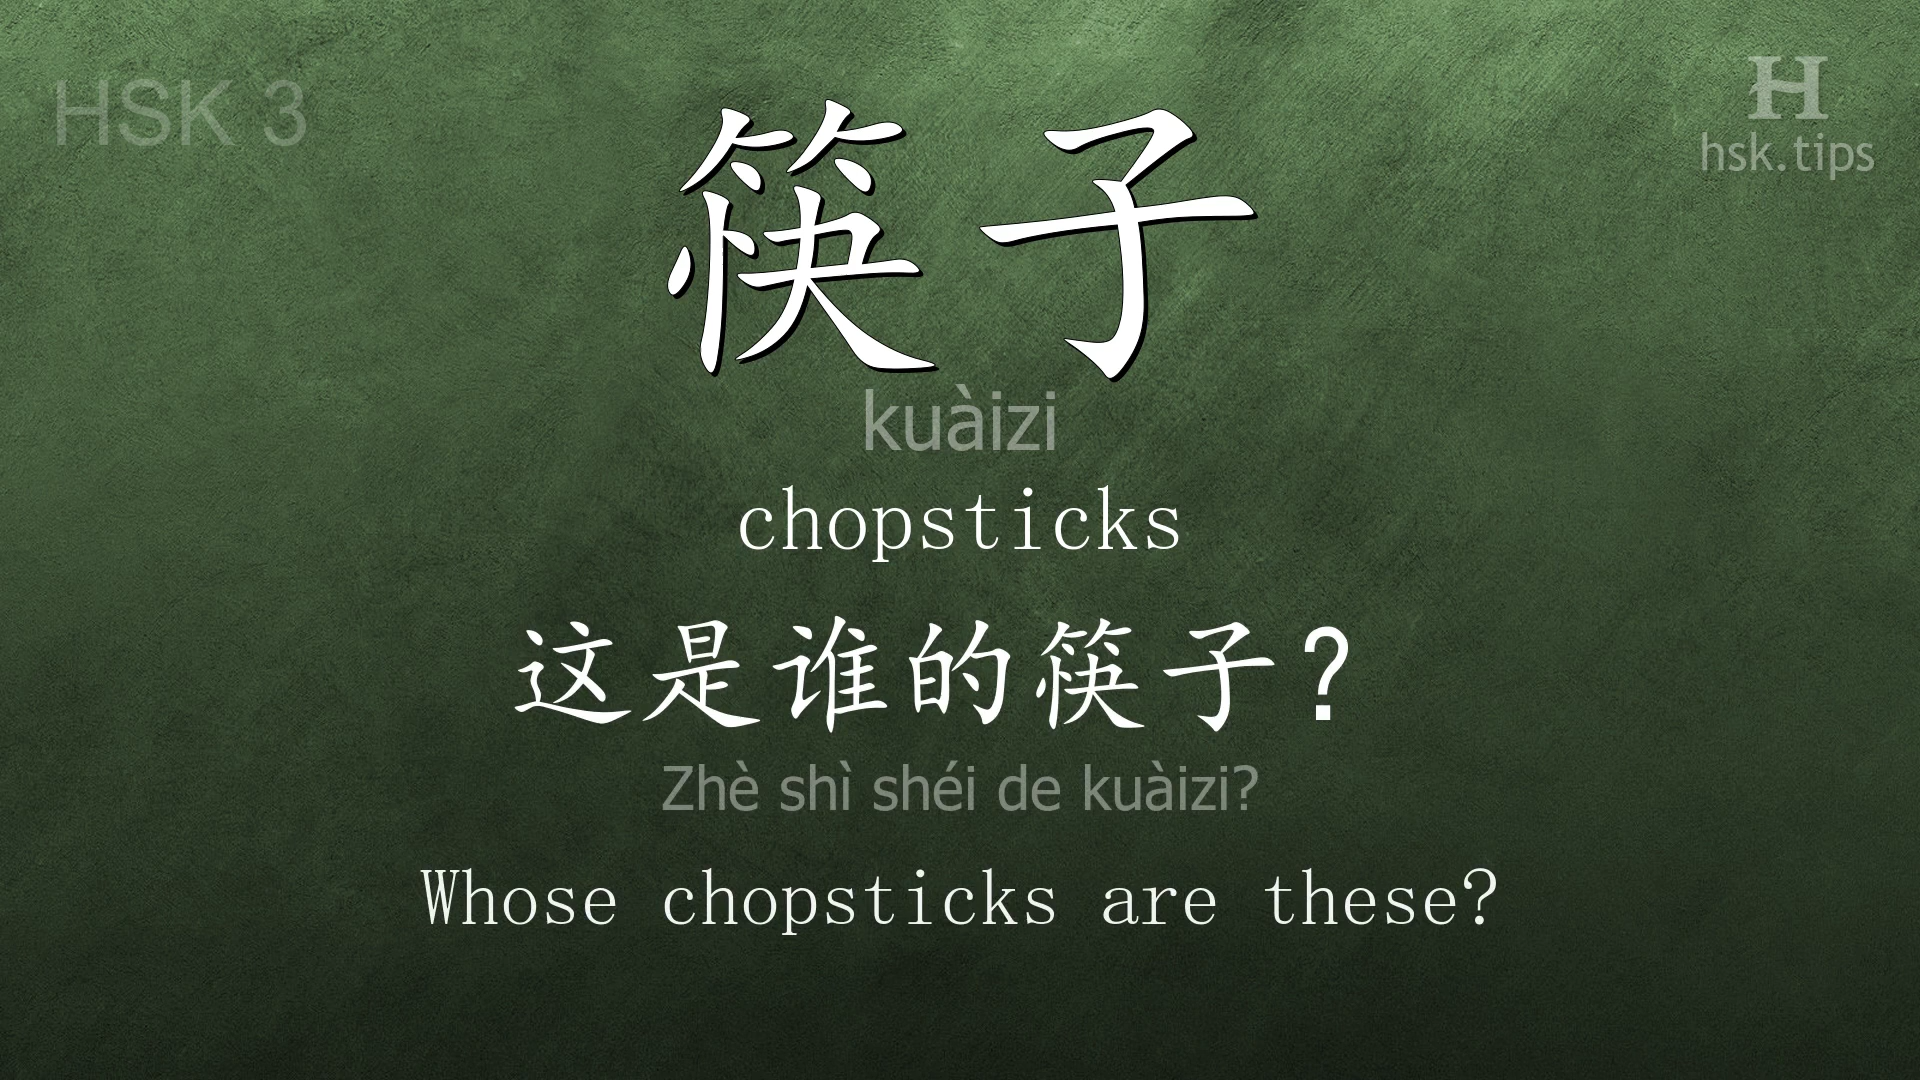 HSK 3
H
hsk.tips
筷子
kuàizi
chopsticks
这是谁的筷子?
Zhè shì shéi de kuàizi?
Whose chopsticks are these?